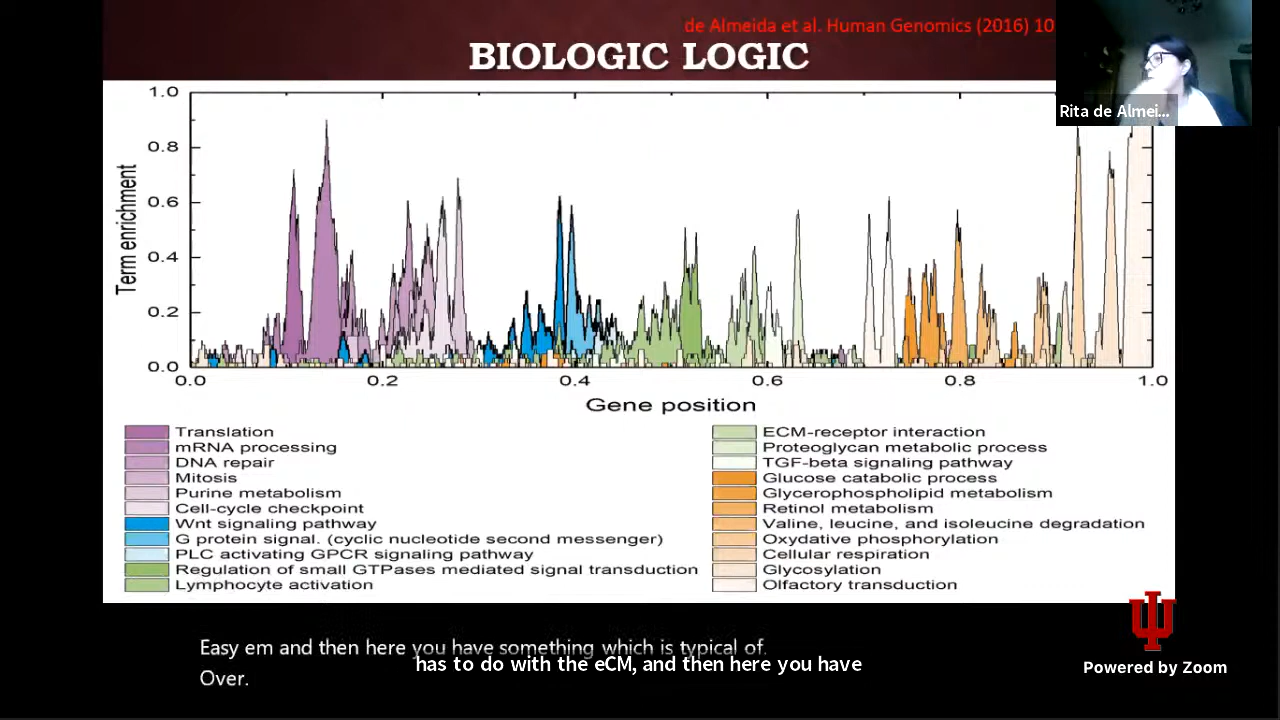 de Almeida et al. Human Genomics (2016) 10
BIOLOGIC LOGIC
Rita de Almei...
1.0
0.8
0.6
0.4
0.2
0.0
Term enrichment
0.0 0.2 0.4 0.6 0.8 1.0
Gene position
Translation
mRNA processing
DNA repair
Mitosis
Purine metabolism
Cell-cycle checkpoint
Wnt signaling pathway
G protein signal. (cyclic nucleotide second messenger)
PLC activating GPCR signaling pathway
Regulation of small GTPases mediated signal transduction
Lymphocyte activation
ECM-receptor interaction
Proteoglycan metabolic process
TGF-beta signaling pathway
Glucose catabolic process
Glycerophospholipid metabolism
Retinol metabolism
Valine, leucine, and isoleucine degradation
Oxydative phosphorylation
Cellular respiration
Glycosylation
Olfactory transduction
Easy em and then here you have something which is typical of.
has to do with the eCM, and then here you have
Over.
Powered by Zoom